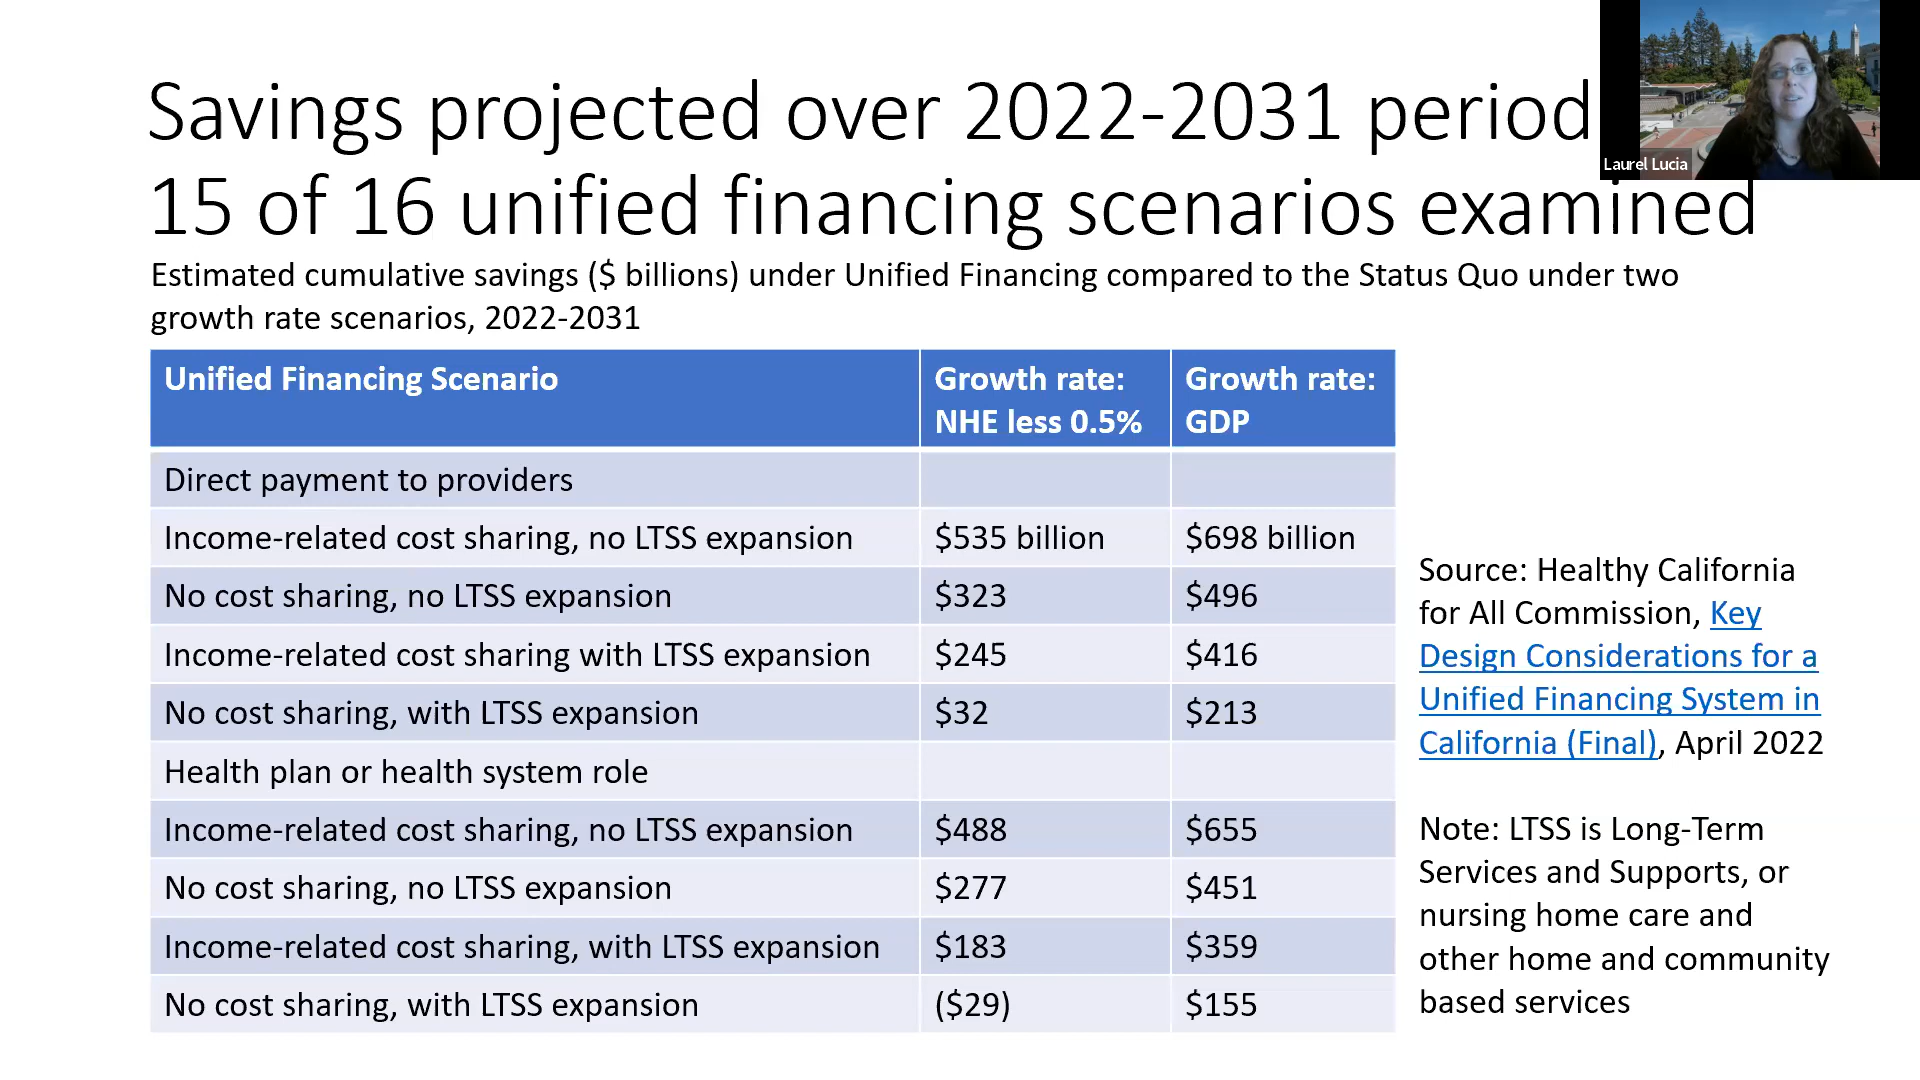 Savings projected over 2022-2031 period
15 of 16 unified financing scenarios examined
Laurel Lucia
Estimated cumulative savings ($ billions) under Unified Financing compared to the Status Quo under two
growth rate scenarios, 2022-2031
Unified Financing Scenario Growth rate: NHE less 0.5% Growth rate: GDP
Direct payment to providers
Income-related cost sharing, no LTSS expansion $535 billion $698 billion
No cost sharing, no LTSS expansion $323 $496
Income-related cost sharing with LTSS expansion $245 $416
No cost sharing, with LTSS expansion $32 $213
Health plan or health system role
Income-related cost sharing, no LTSS expansion $488 $655
No cost sharing, no LTSS expansion $277 $451
Income-related cost sharing, with LTSS expansion $183 $359
No cost sharing, with LTSS expansion ($29) $155
Source: Healthy California
for All Commission, Key
Design Considerations for a
Unified Financing System in
California (Final), April 2022
Note: LTSS is Long-Term
Services and Supports, or
nursing home care and
other home and community
based services